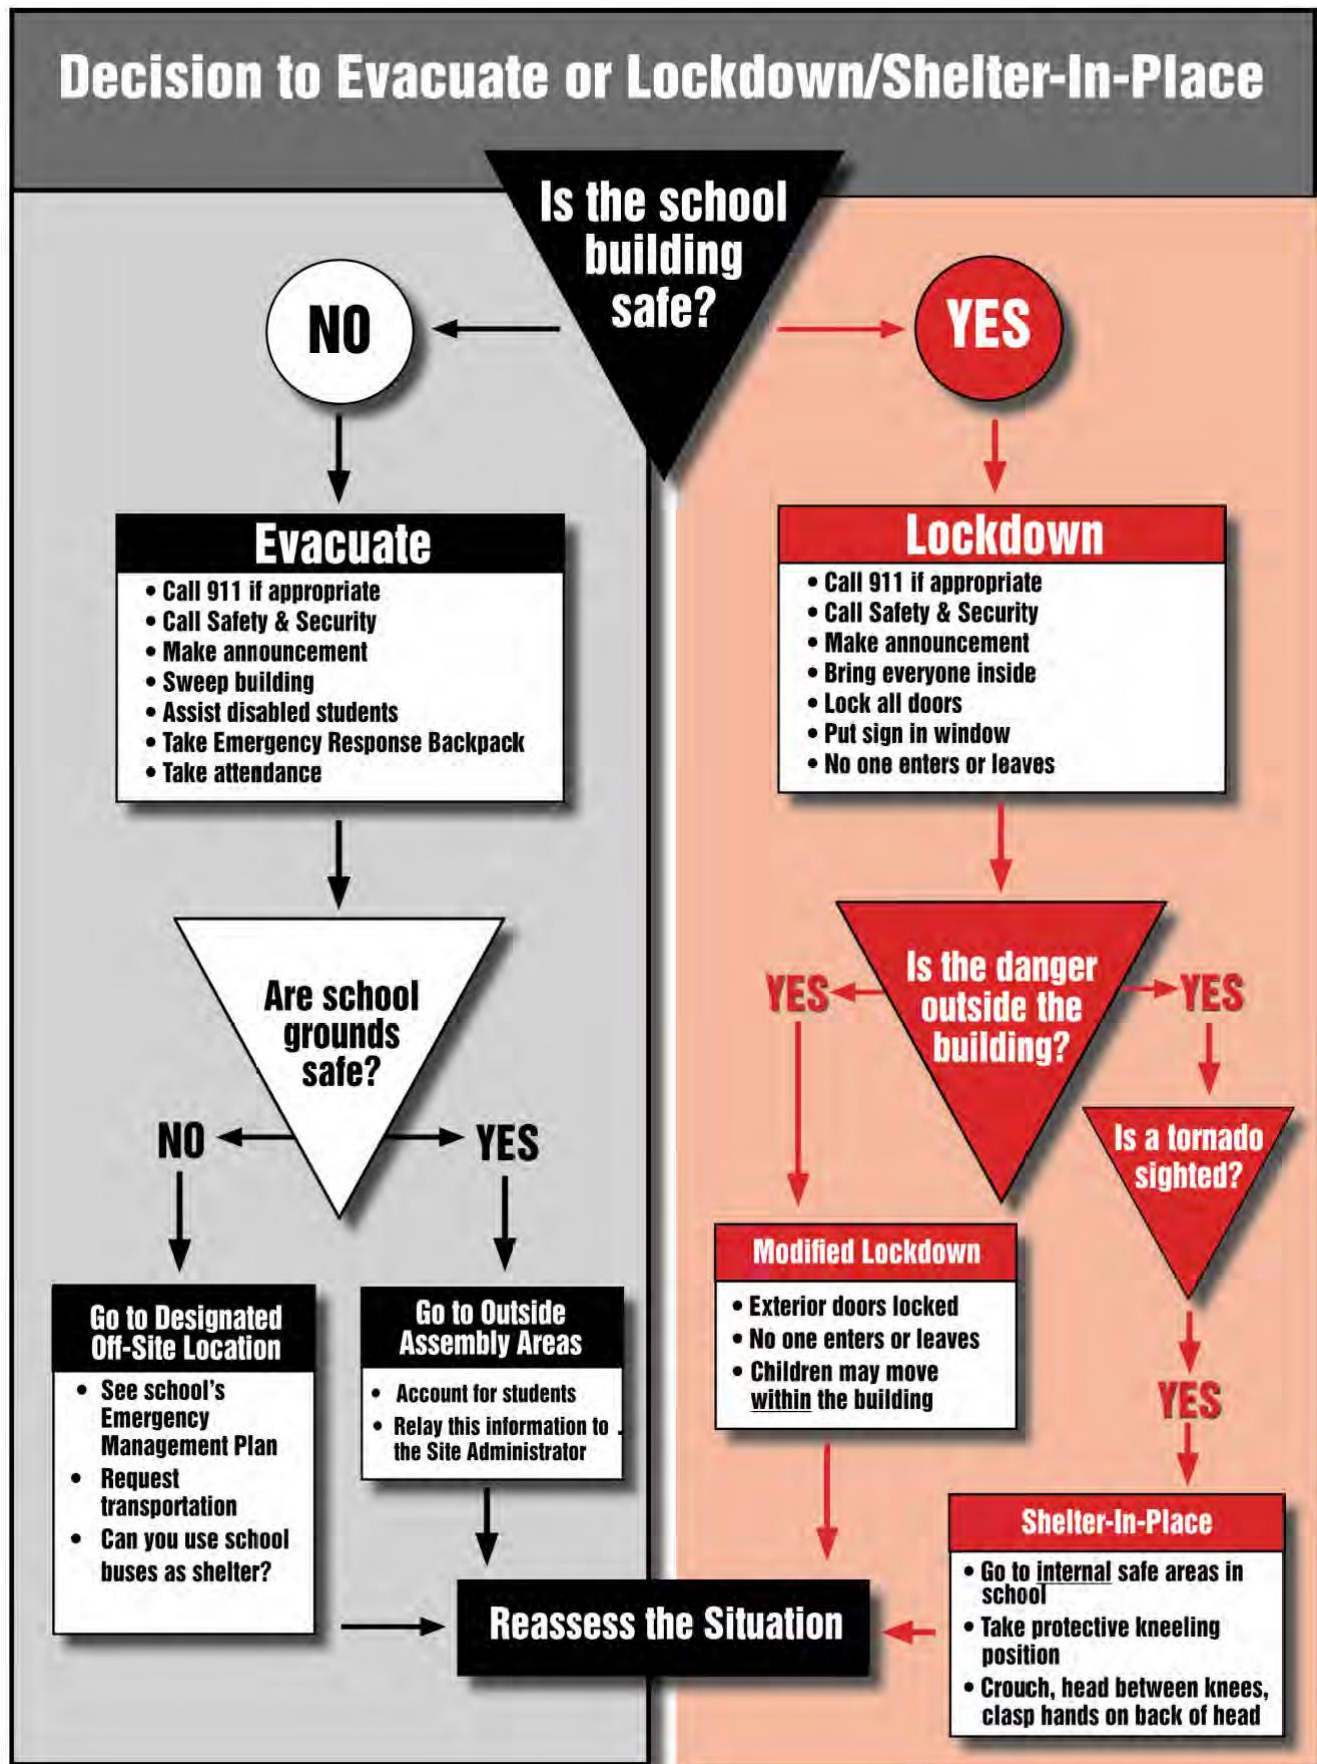 Decision to Evacuate or Lockdown/Shelter-In-Place
Is the school
building
safe?
NO
YES
Evacuate
• Call 911 if appropriate
• Call Safety & Security
• Make announcement
• Sweep building
• Assist disabled students
• Take Emergency Response Backpack
• Take attendance
Are school
grounds
safe?
NO
YES
Go to Designated
Off-Site Location
• See school's
Emergency
Management Plan
• Request
transportation
• Can you use school
buses as shelter?
Go to Outside
Assembly Areas
• Account for students
• Relay this information to .
the Site Administrator
Lockdown
• Call 911 if appropriate
• Call Safety & Security
• Make announcement
• Bring everyone inside
• Lock all doors
• Put sign in window
• No one enters or leaves
Is the danger
outside the
building?
YES
YES
Is a tornado
sighted?
Modified Lockdown
• Exterior doors locked
• No one enters or leaves
• Children may move
within the building
YES
Shelter-In-Place
• Go to internal safe areas in
school
• Take protective kneeling
position
• Crouch, head between knees,
clasp hands on back of head
Reassess the Situation